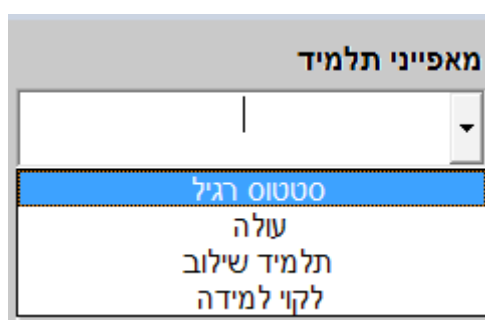 מאפייני תלמיד
סטטוס רגיל
עולה
תלמיד שילוב
לקוי למידה